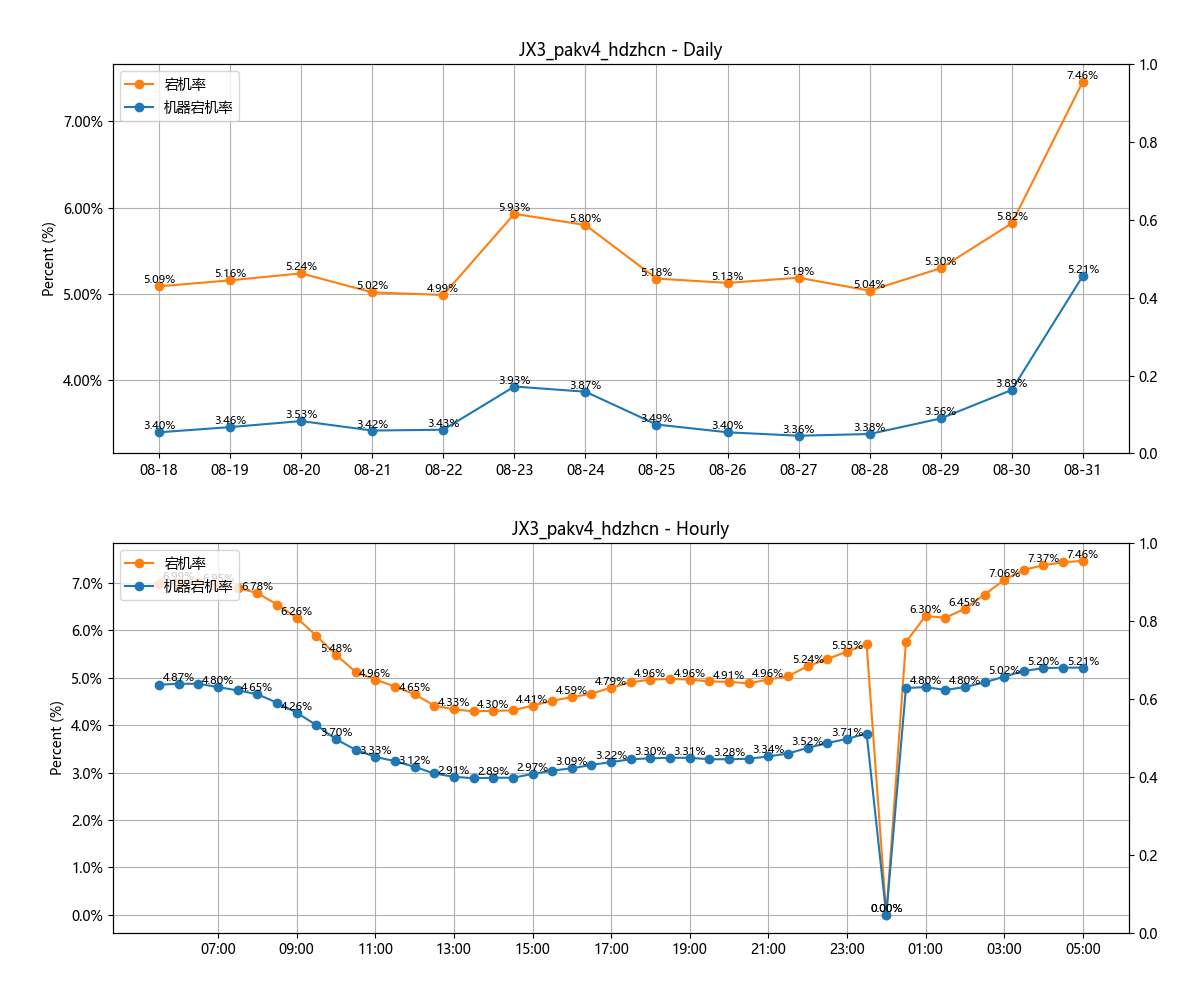 JX3_pakv4_hdzhcn - Daily
宕机率
机器宕机率
Percent (%)
7.00%
6.00%
5.00%
4.00%
1.0
0.8
0.6
0.4
0.2
0.0
5.09% 5.16% 5.24% 5.02% 4.99% 5.93% 5.80% 5.18% 5.13% 5.19% 5.04% 5.30% 5.82% 7.46%
3.40% 3.46% 3.53% 3.42% 3.43% 3.93% 3.87% 3.49% 3.40% 3.36% 3.38% 3.56% 3.89% 5.21%
08-18 08-19 08-20 08-21 08-22 08-23 08-24 08-25 08-26 08-27 08-28 08-29 08-30 08-31
JX3_pakv4_hdzhcn - Hourly
宕机率
机器宕机率
Percent (%)
7.0%
6.0%
5.0%
4.0%
3.0%
2.0%
1.0%
0.0%
1.0
0.8
0.6
0.4
0.2
0.0
6.99% 6.95% 6.78% 6.26% 5.48% 4.96% 4.65% 4.33% 4.30% 4.41% 4.59% 4.79% 4.96% 4.96% 4.91% 4.96% 5.24% 5.55% 0.00% 6.30% 6.45% 7.06% 7.37% 7.46%
4.87% 4.80% 4.65% 4.26% 3.70% 3.33% 3.12% 2.91% 2.89% 2.97% 3.09% 3.22% 3.30% 3.31% 3.28% 3.34% 3.52% 3.71% 0.00% 4.80% 4.80% 5.02% 5.20% 5.21%
07:00 09:00 11:00 13:00 15:00 17:00 19:00 21:00 23:00 01:00 03:00 05:00